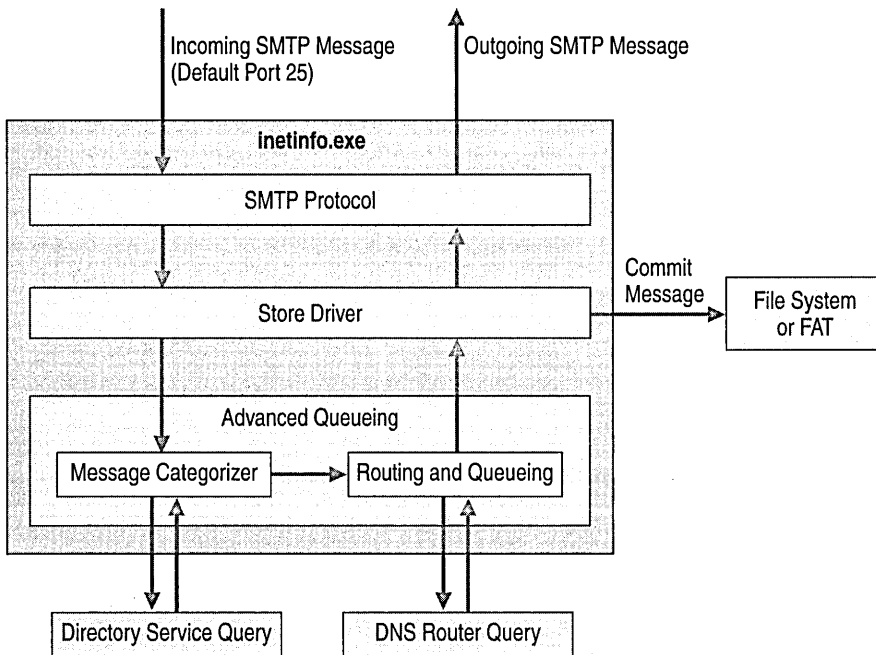 Incoming SMTP Message
(Default Port 25)
Outgoing SMTP Message
inetinfo.exe
SMTP Protocol
Store Driver
Commit
Message
File System
or FAT
Advanced Queueing
Message Categorizer
Routing and Queueing
Directory Service Query
DNS Router Query